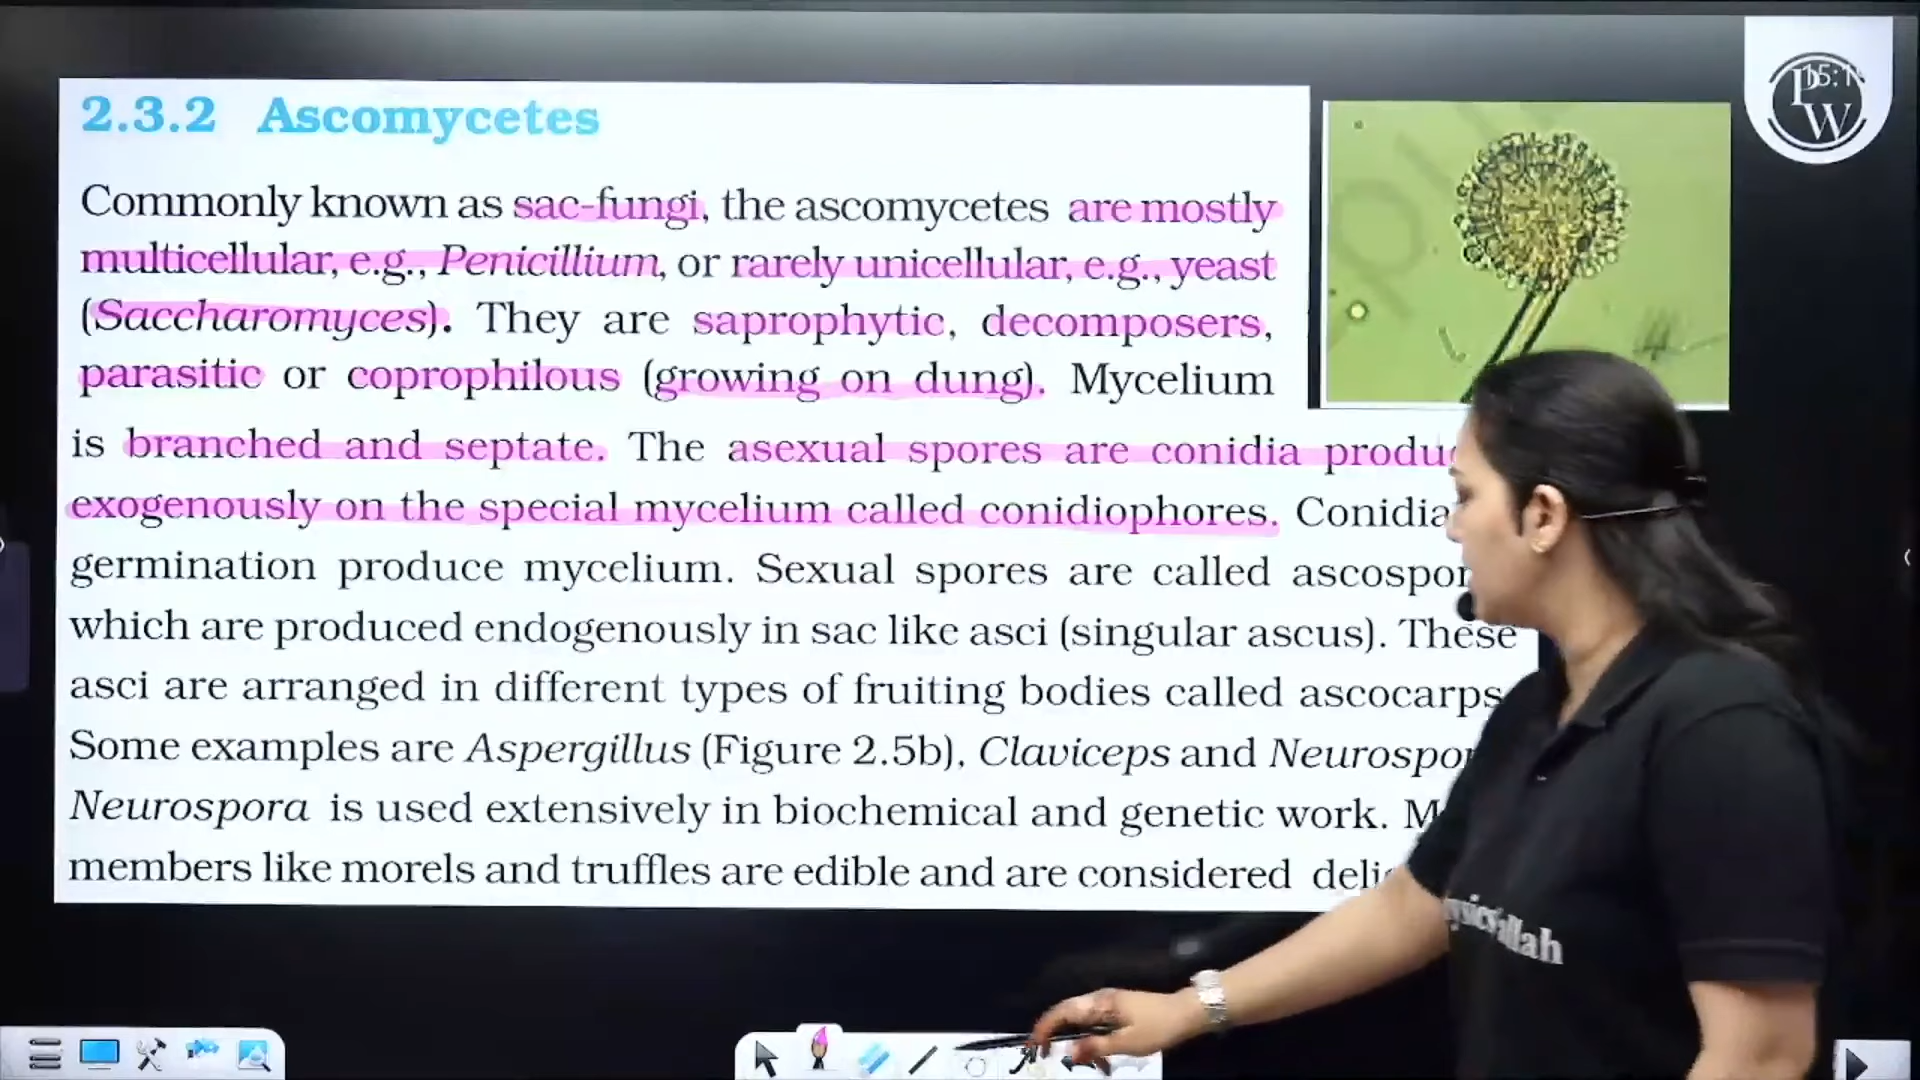 2.3.2 Ascomycetes
Commonly known as sac-fungi, the ascomycetes are mostly
multicellular, e.g., Penicillium, or rarely unicellular, e.g., yeast
(Saccharomyces). They are saprophytic, decomposers,
parasitic or coprophilous (growing on dung). Mycelium
is branched and septate. The asexual spores are conidia produ
exogenously on the special mycelium called conidiophores. Conidia
germination produce mycelium. Sexual spores are called ascospor
which are produced endogenously in sac like asci (singular ascus). These
asci are arranged in different types of fruiting bodies called ascocarps.
Some examples are Aspergillus (Figure 2.5b), Claviceps and Neurospo
Neurospora is used extensively in biochemical and genetic work. M
members like morels and truffles are edible and are considered deli
PW
15:1